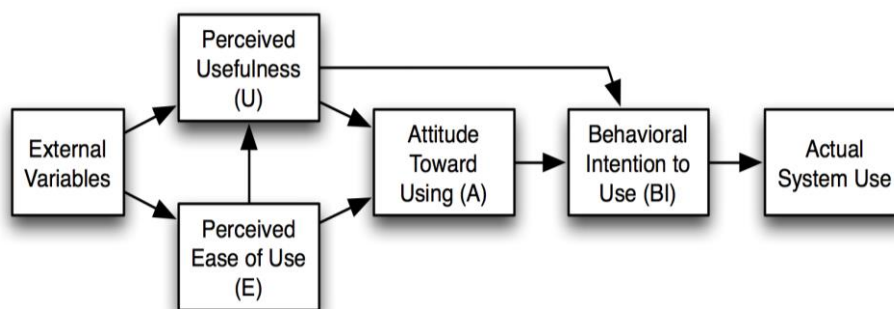 Perceived
Usefulness
(U)
External
Variables
Perceived
Ease of Use
(E)
Attitude
Toward
Using (A)
Behavioral
Intention to
Use (BI)
Actual
System Use